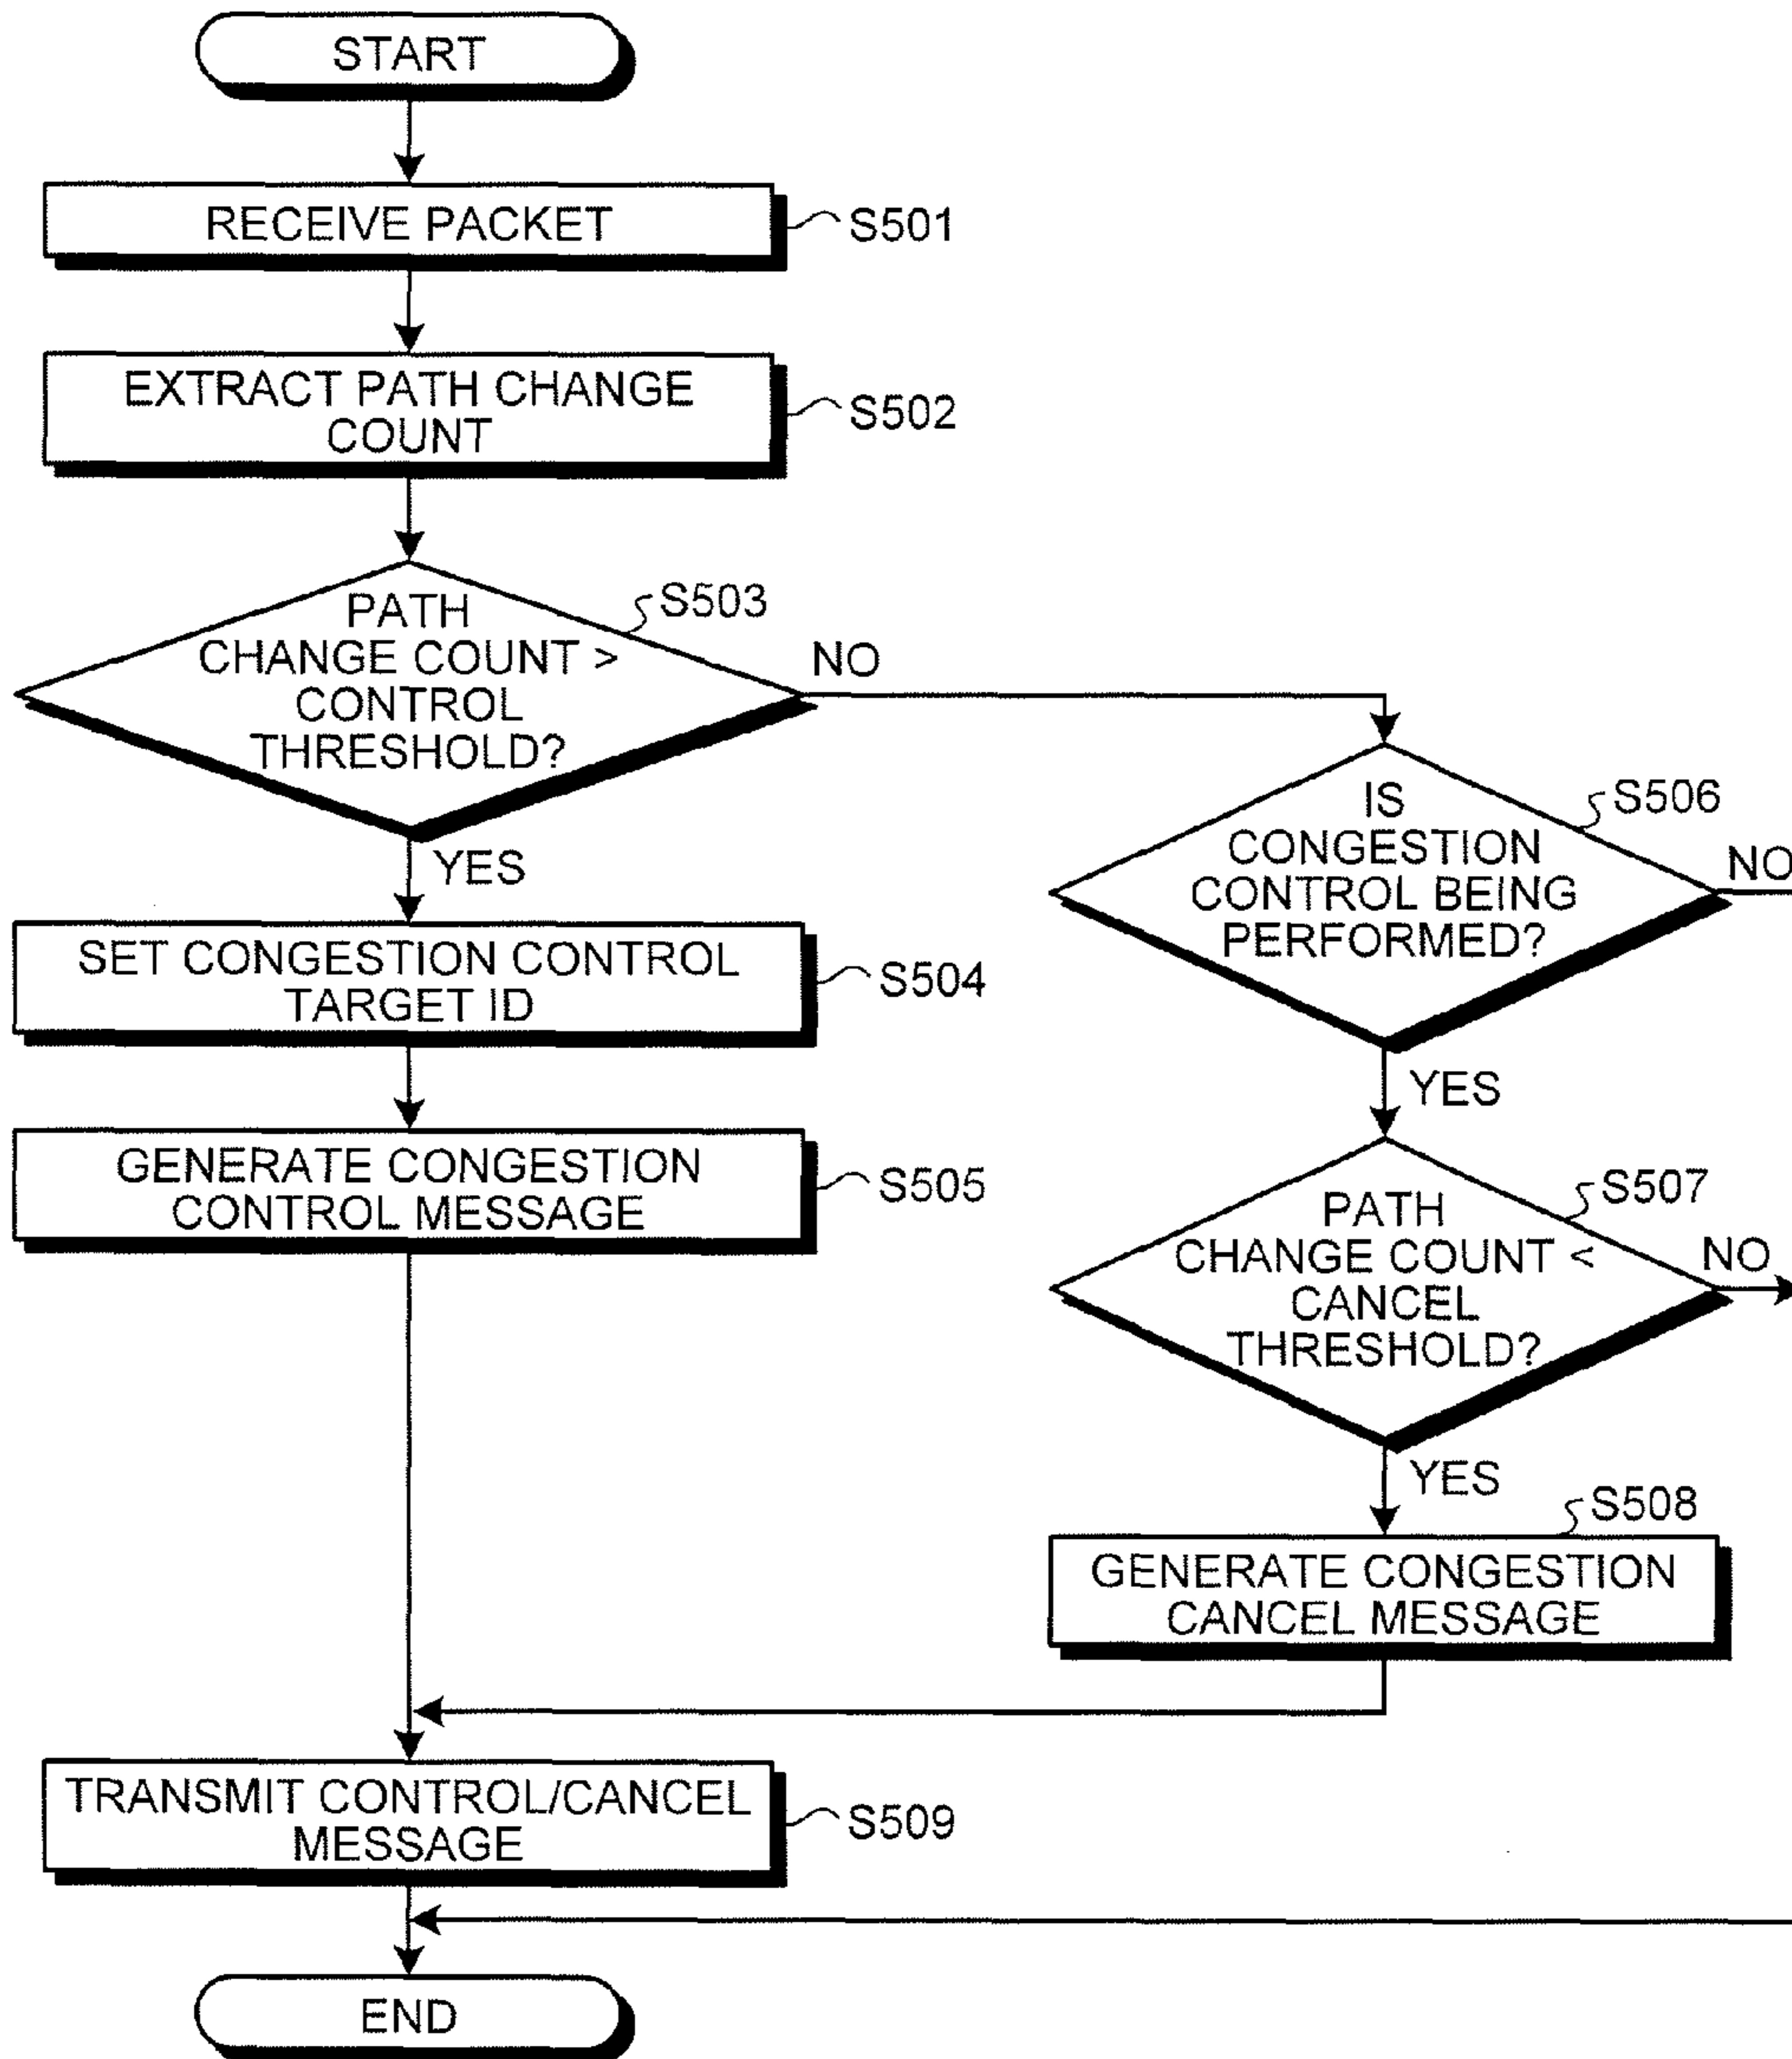 START
RECEIVE PACKET
S501
EXTRACT PATH CHANGE
COUNT
S502
PATH
CHANGE COUNT >
CONTROL
THRESHOLD?
S503
NO
YES
SET CONGESTION CONTROL
TARGET ID
S504
GENERATE CONGESTION
CONTROL MESSAGE
S505
IS
CONGESTION
CONTROL BEING
PERFORMED?
S506
NO
YES
PATH
CHANGE COUNT <
CANCEL
THRESHOLD?
S507
NO
YES
S508
GENERATE CONGESTION
CANCEL MESSAGE
TRANSMIT CONTROL/CANCEL
MESSAGE
S509
END